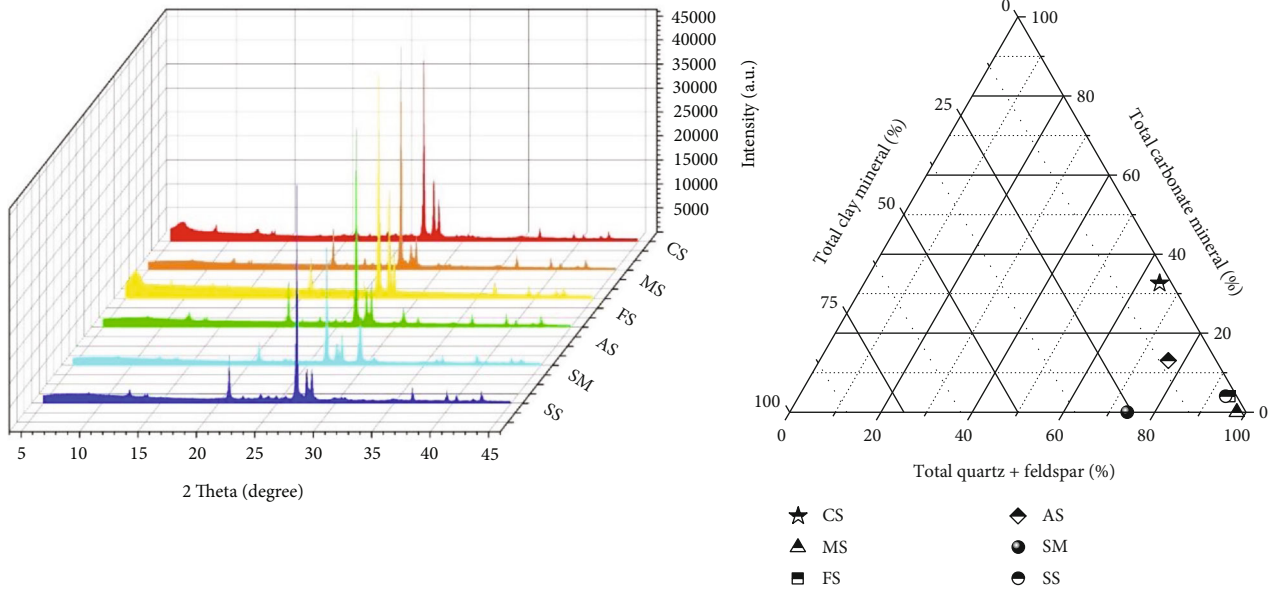 45000
40000
35000
30000
25000
20000
15000
10000
5000
Intensity (a.u.)
CS
MS
FS
AS
SM
SS
5 10 15 20 25 30 35 40 45
2 Theta (degree)
0
100
80
60
40
20
0
25
50
75
100
Total clay mineral (%)
Total carbonate mineral (%)
0 20 40 60 80 100
Total quartz + feldspar (%)
CS AS
MS SM
FS SS